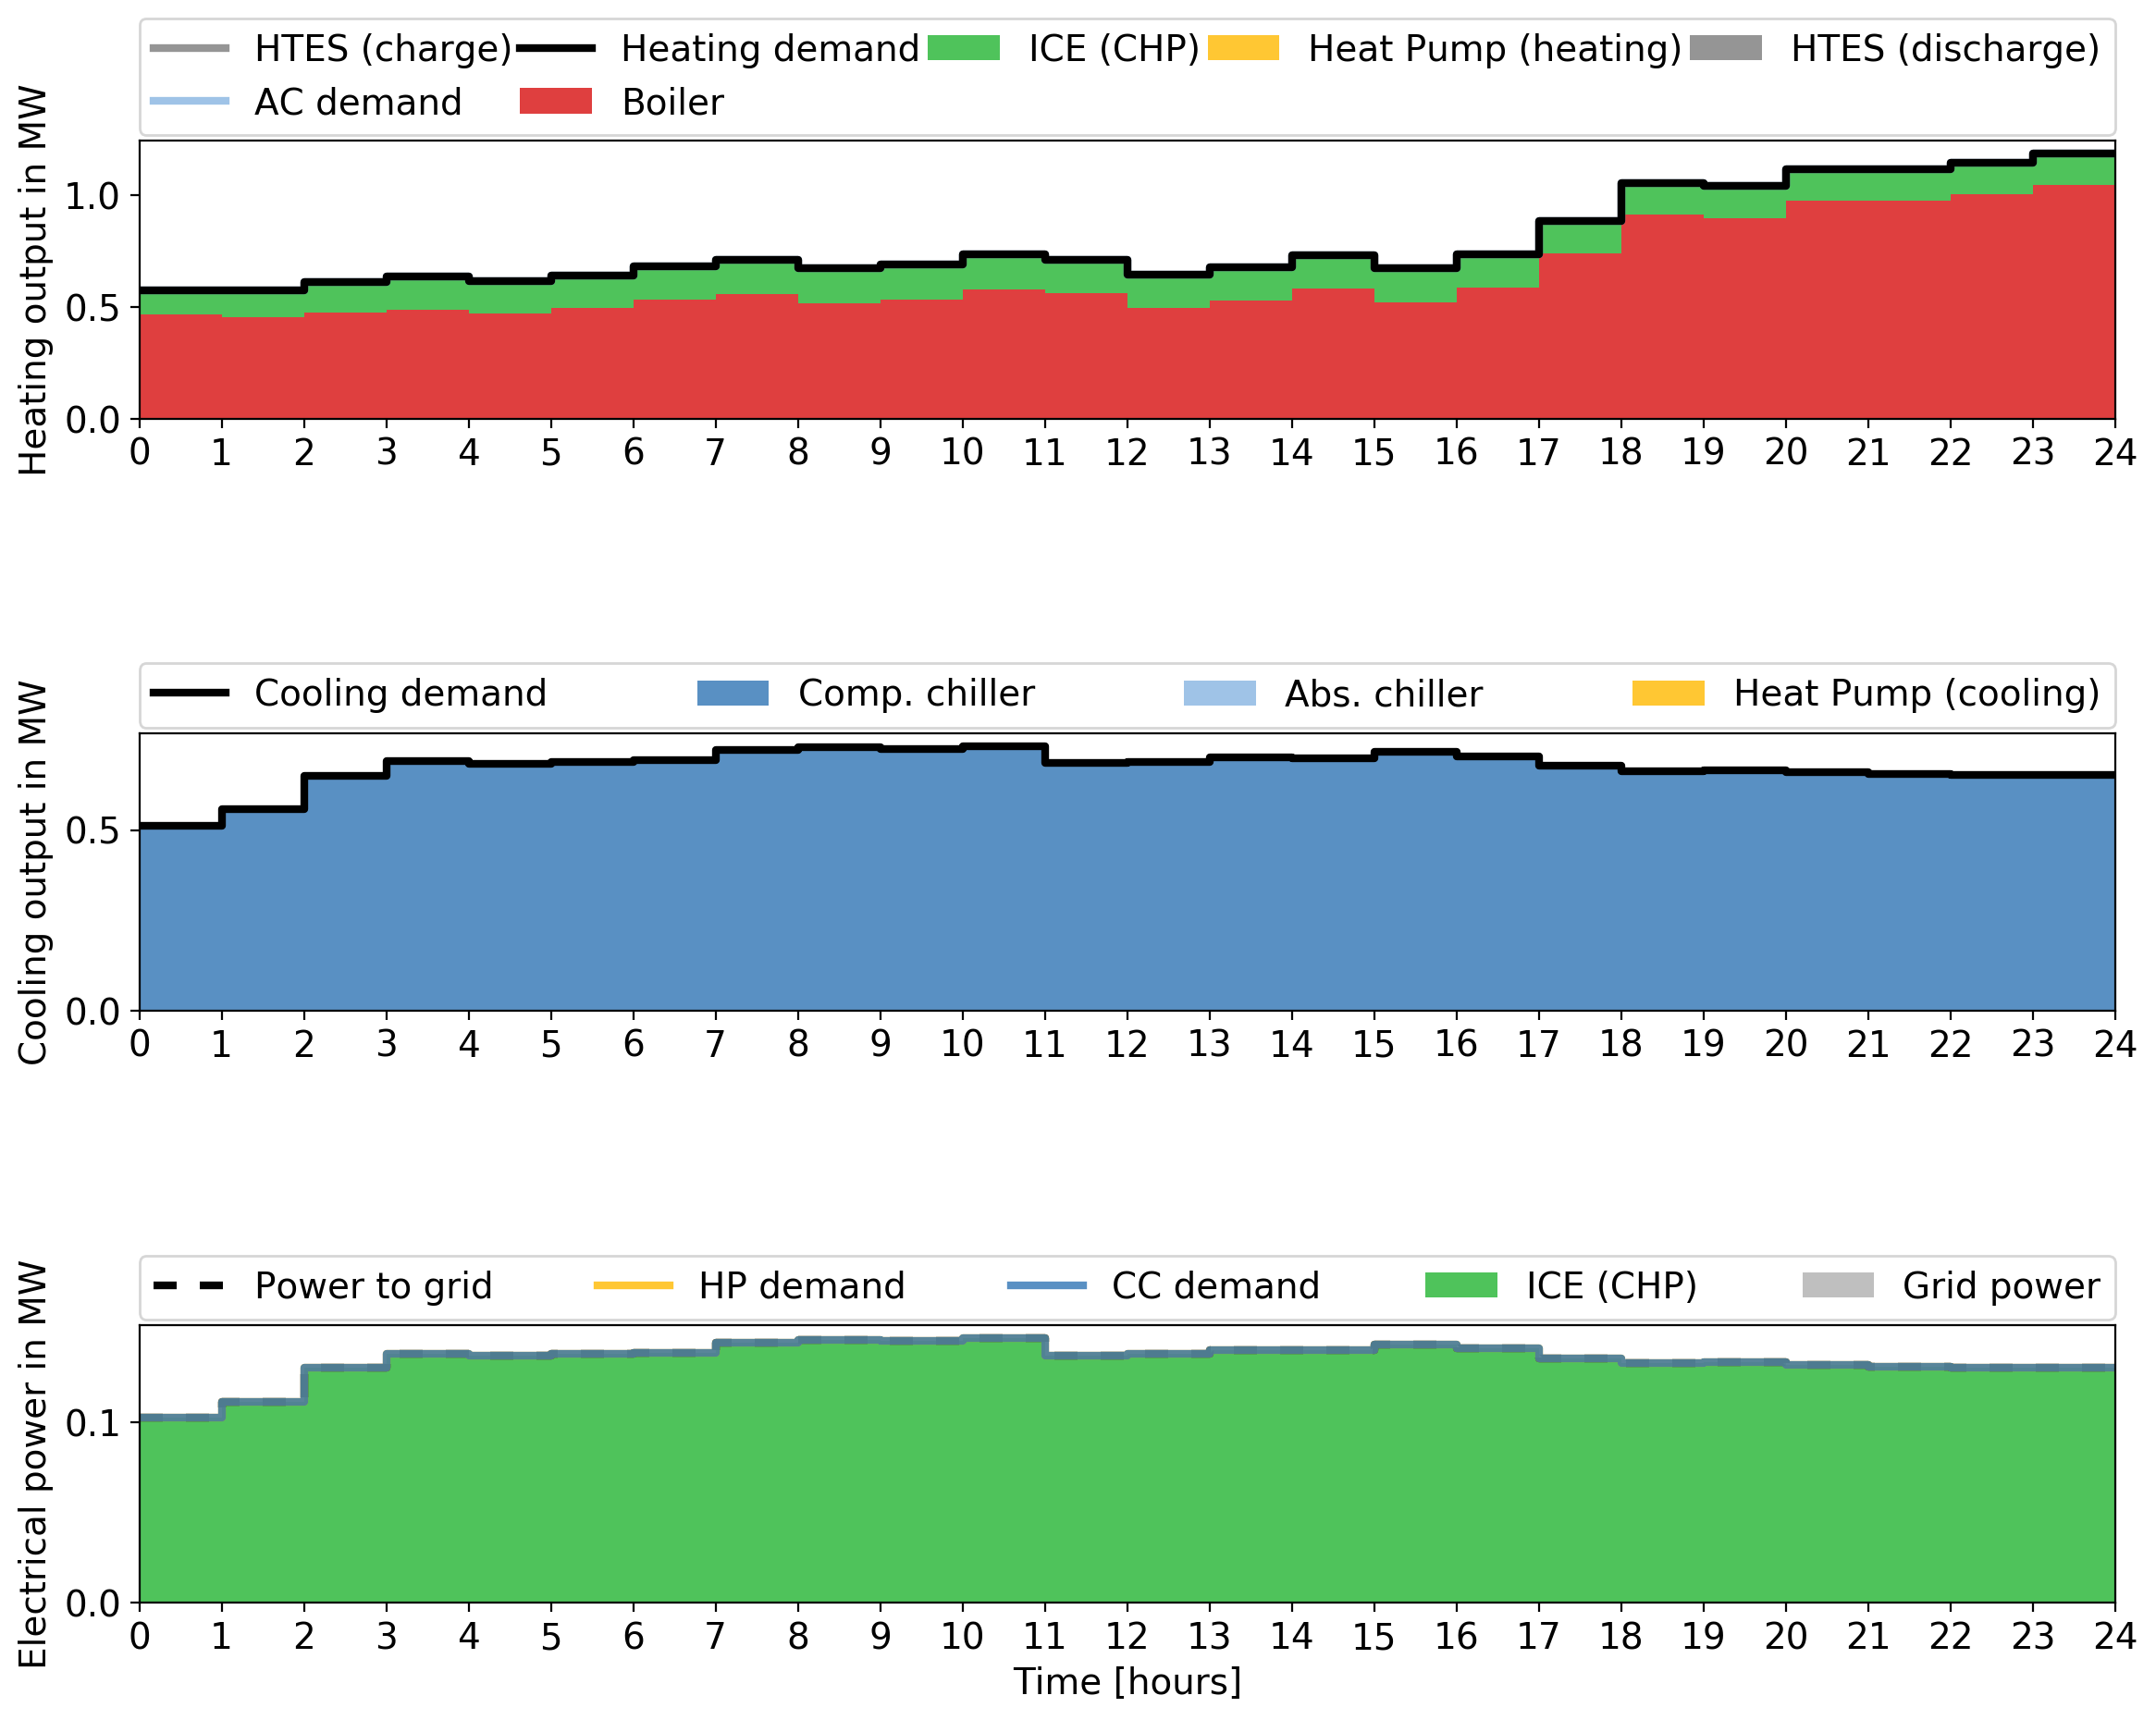 HTES (charge) Heating demand ICE (CHP) Heat Pump (heating) HTES (discharge)
AC demand Boiler
Heating output in MW
1.0
0.5
0.0
0 1 2 3 4 5 6 7 8 9 10 11 12 13 14 15 16 17 18 19 20 21 22 23 24
Cooling demand Comp. chiller Abs. chiller Heat Pump (cooling)
Cooling output in MW
0.5
0.0
0 1 2 3 4 5 6 7 8 9 10 11 12 13 14 15 16 17 18 19 20 21 22 23 24
Power to grid HP demand CC demand ICE (CHP) Grid power
Electrical power in MW
0.1
0.0
0 1 2 3 4 5 6 7 8 9 10 11 12 13 14 15 16 17 18 19 20 21 22 23 24
Time [hours]